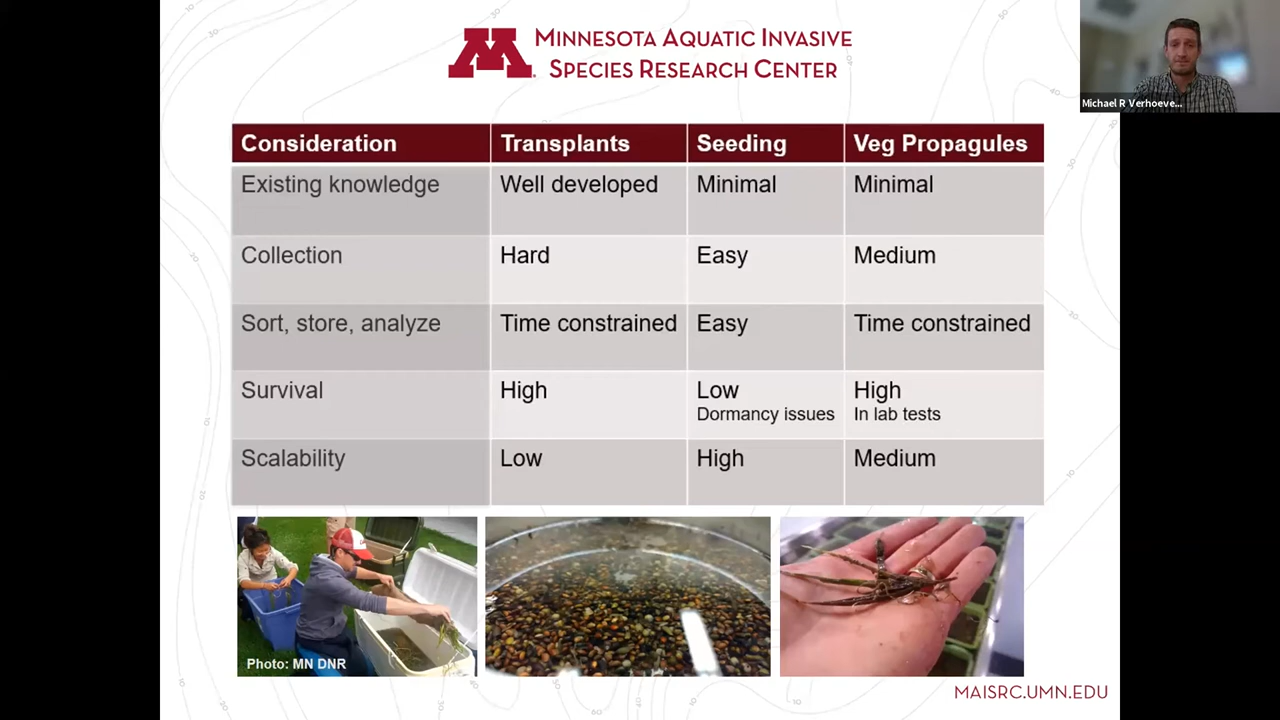 MINNESOTA AQUATIC INVASIVE
SPECIES RESEARCH CENTER
Michael R Verhoeve...
Consideration Transplants Seeding Veg Propagules
Existing knowledge Well developed Minimal Minimal
Collection Hard Easy Medium
Sort, store, analyze Time constrained Easy Time constrained
Survival High Low High
Dormancy issues In lab tests
Scalability Low High Medium
Photo: MN DNR
MAISRC.UMN.EDU